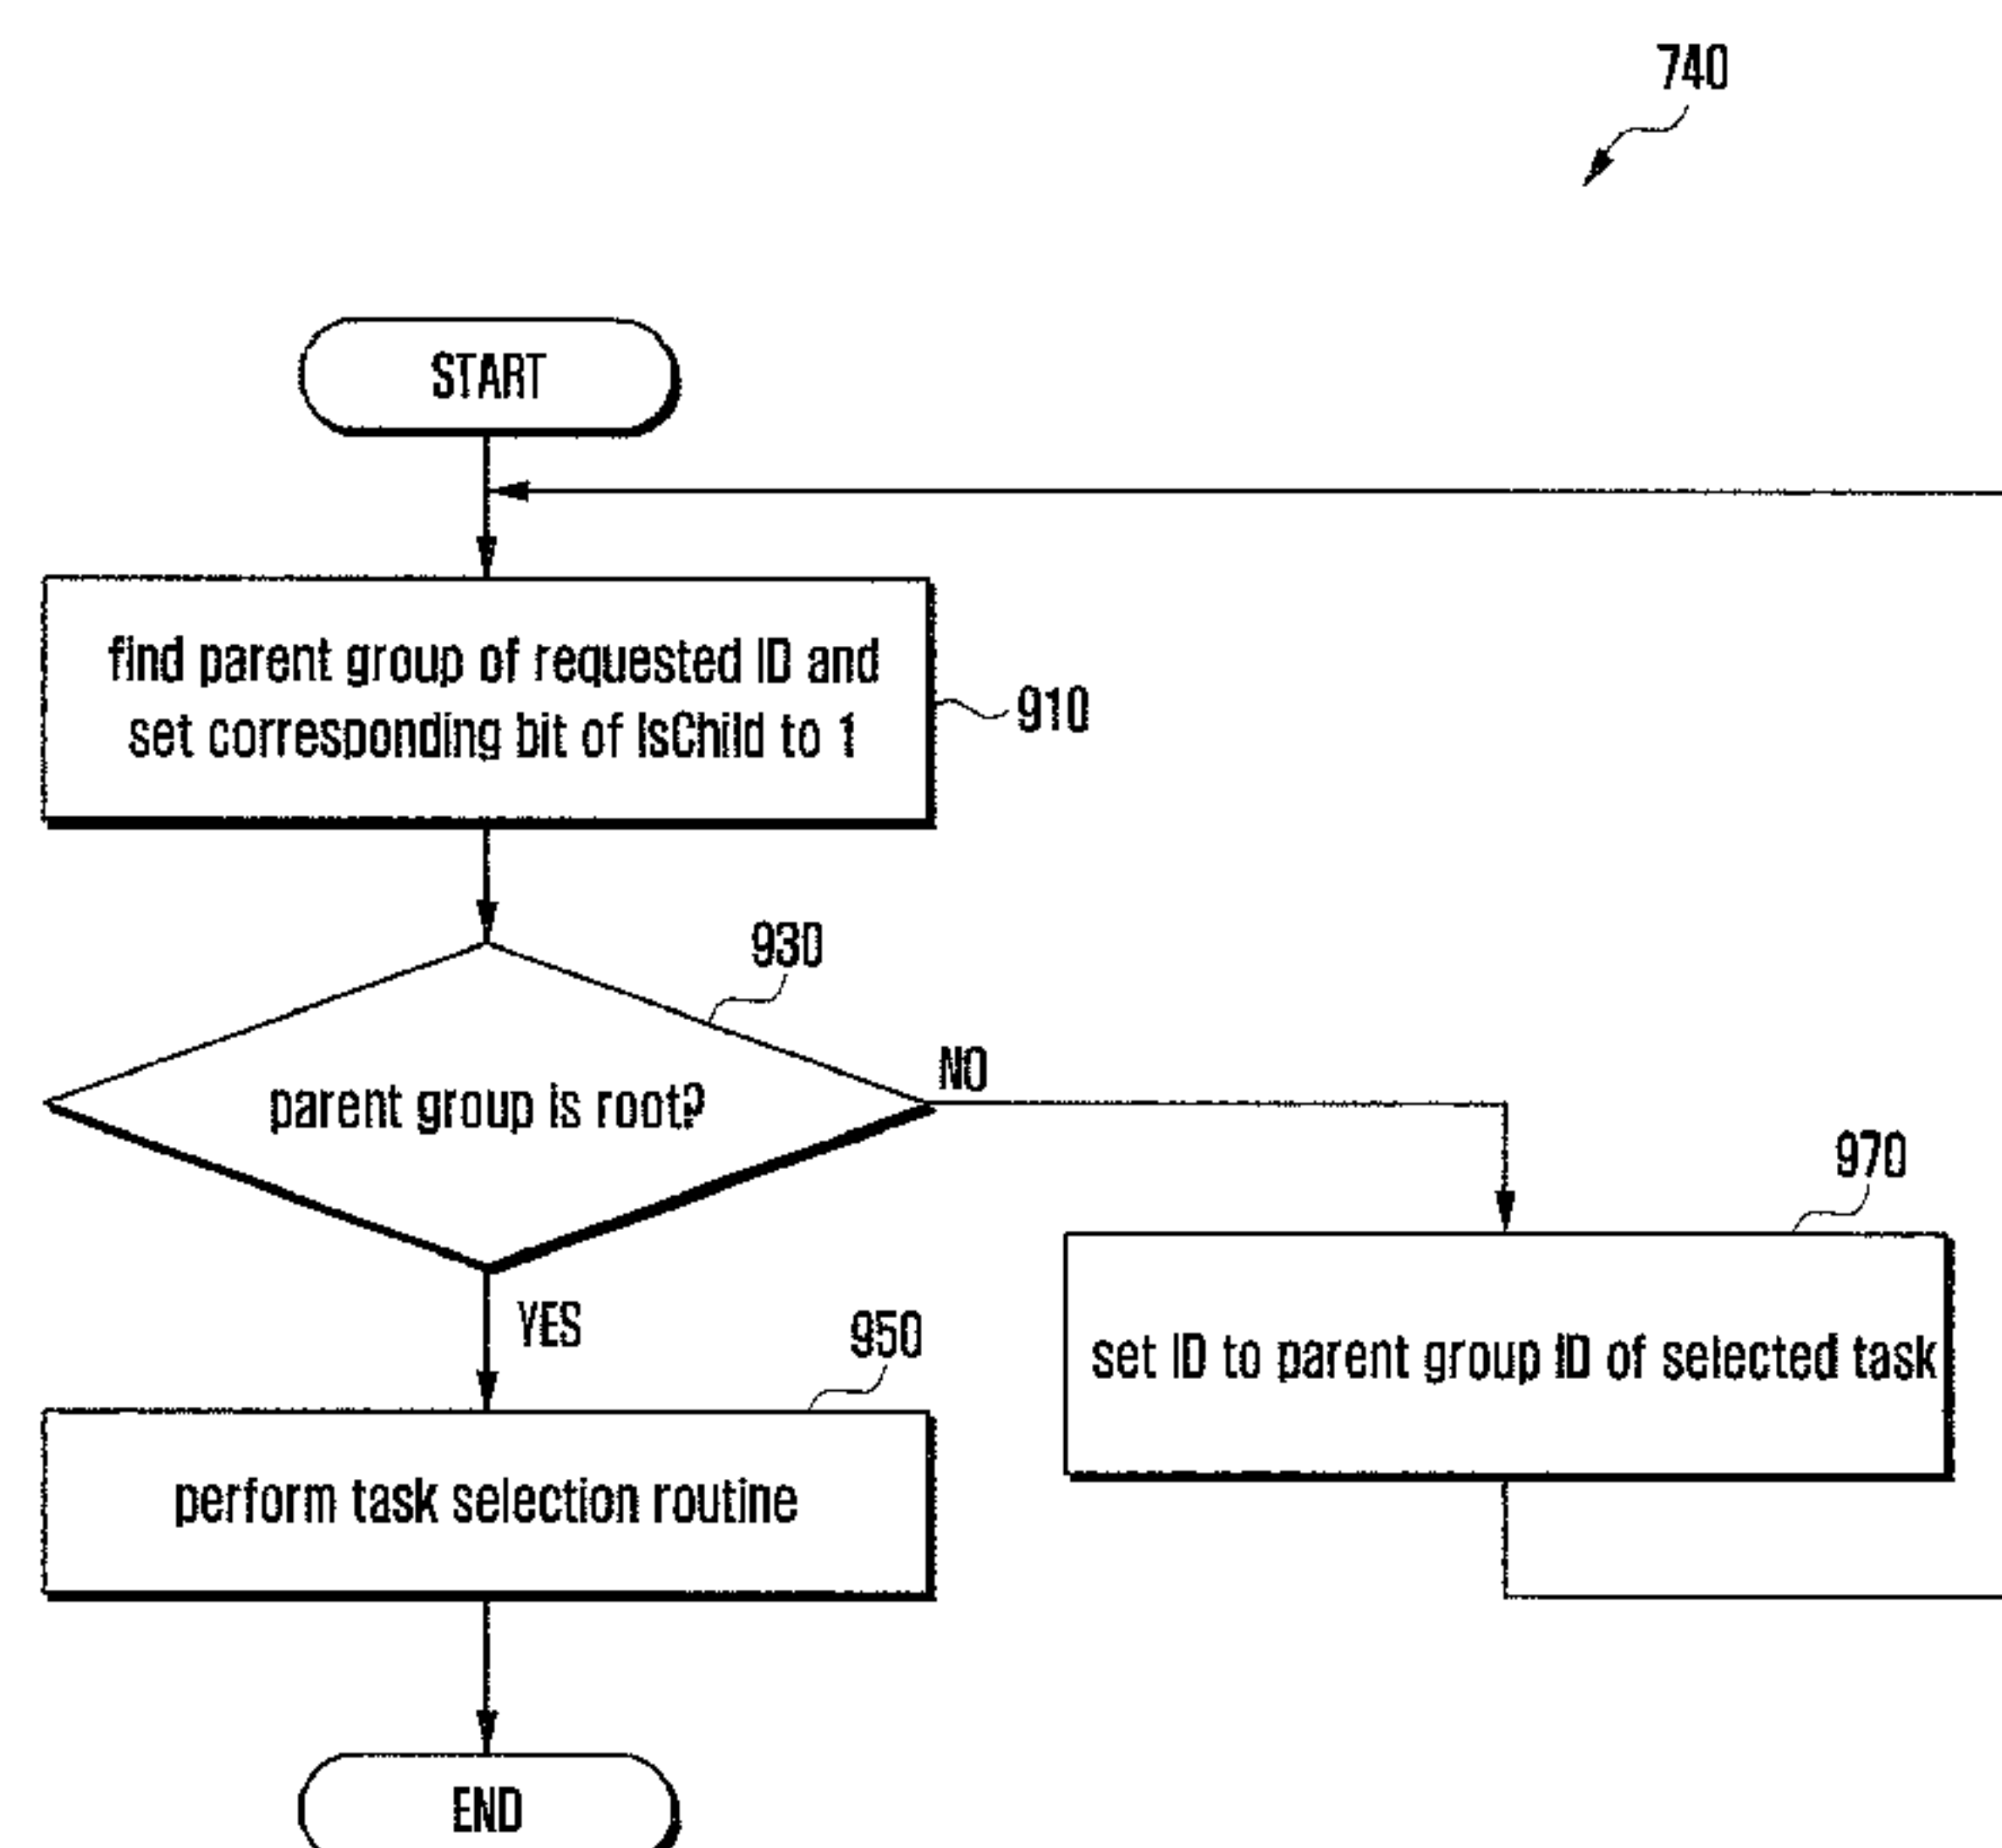 740
START
find parent group of requested ID and
set corresponding bit of IsChild to 1
910
930
parent group is root?
NO
YES
970
set ID to parent group ID of selected task
950
perform task selection routine
END